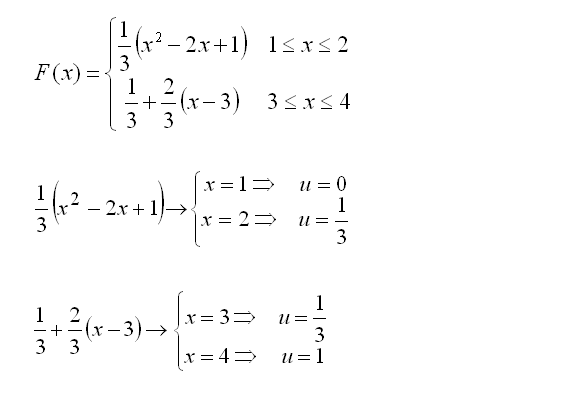 F(x) = { 1/3 (x² − 2x + 1)   1 ≤ x ≤ 2
1/3 + 2/3 (x − 3)   3 ≤ x ≤ 4
1/3 (x² − 2x + 1) → { x = 1 ⇒ u = 0
x = 2 ⇒ u = 1/3
1/3 + 2/3 (x − 3) → { x = 3 ⇒ u = 1/3
x = 4 ⇒ u = 1